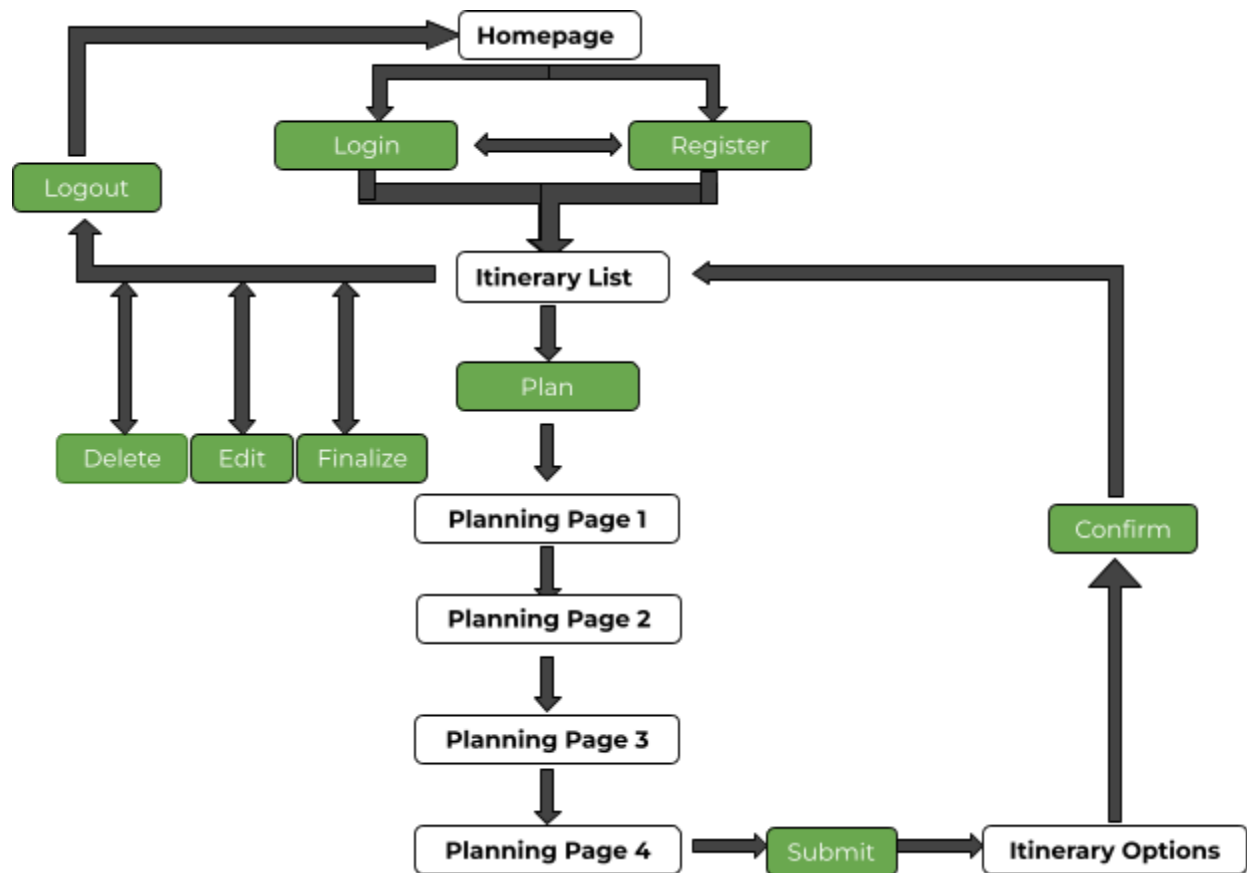 Homepage
Login
Register
Logout
Itinerary List
Plan
Delete
Edit
Finalize
Planning Page 1
Confirm
Planning Page 2
Planning Page 3
Planning Page 4
Submit
Itinerary Options